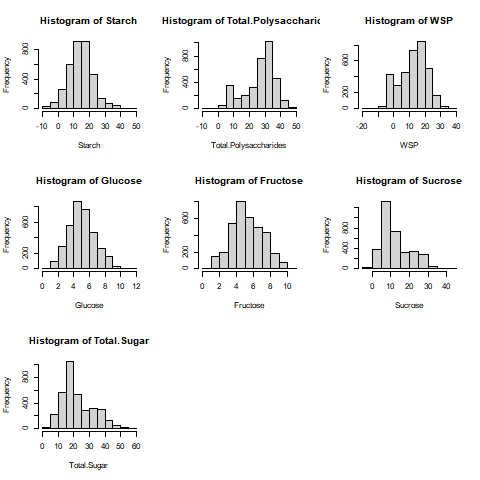 Histogram of Starch
Frequency
0 400 800
-10 0 10 20 30 40 50
Starch
Histogram of Total.Polysaccharic
Frequency
0 400 800
-10 0 10 20 30 40 50
Total.Polysaccharides
Histogram of WSP
Frequency
0 400 800
-20 0 10 20 30 40
WSP
Histogram of Glucose
Frequency
0 200 600
0 2 4 6 8 10 12
Glucose
Histogram of Fructose
Frequency
0 200 600
0 2 4 6 8 10
Fructose
Histogram of Sucrose
Frequency
0 400 800
0 10 20 30 40
Sucrose
Histogram of Total.Sugar
Frequency
0 400 800
0 10 20 30 40 50 60
Total.Sugar